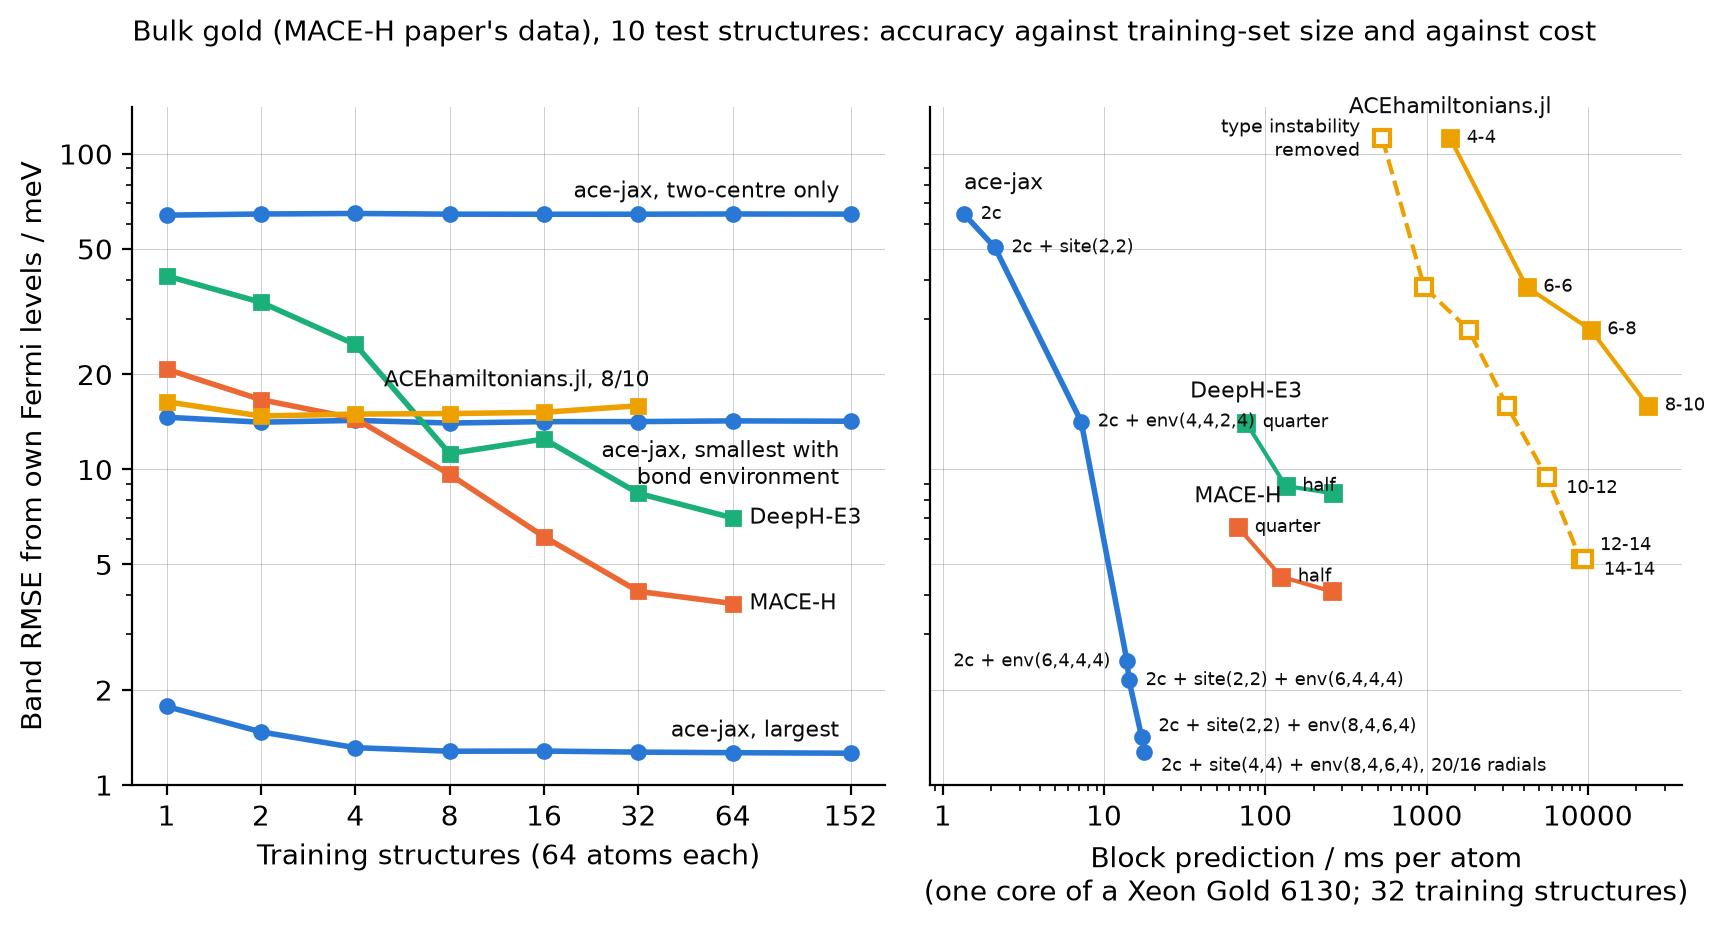 Bulk gold (MACE-H paper's data), 10 test structures: accuracy against training-set size and against cost
Band RMSE from own Fermi levels / meV
100
50
20
10
5
2
1
ace-jax, two-centre only
ACEhamiltonians.jl, 8/10
ace-jax, smallest with
bond environment
DeepH-E3
MACE-H
ace-jax, largest
1
2
4
8
16
32
64
152
Training structures (64 atoms each)
ACEhamiltonians.jl
type instability
removed
4-4
ace-jax
2c
2c + site(2,2)
6-6
6-8
DeepH-E3
8-10
2c + env(4,4,2,4)
quarter
half
10-12
MACE-H
quarter
12-14
14-14
half
2c + env(6,4,4,4)
2c + site(2,2) + env(6,4,4,4)
2c + site(2,2) + env(8,4,6,4)
2c + site(4,4) + env(8,4,6,4), 20/16 radials
1
10
100
1000
10000
Block prediction / ms per atom
(one core of a Xeon Gold 6130; 32 training structures)